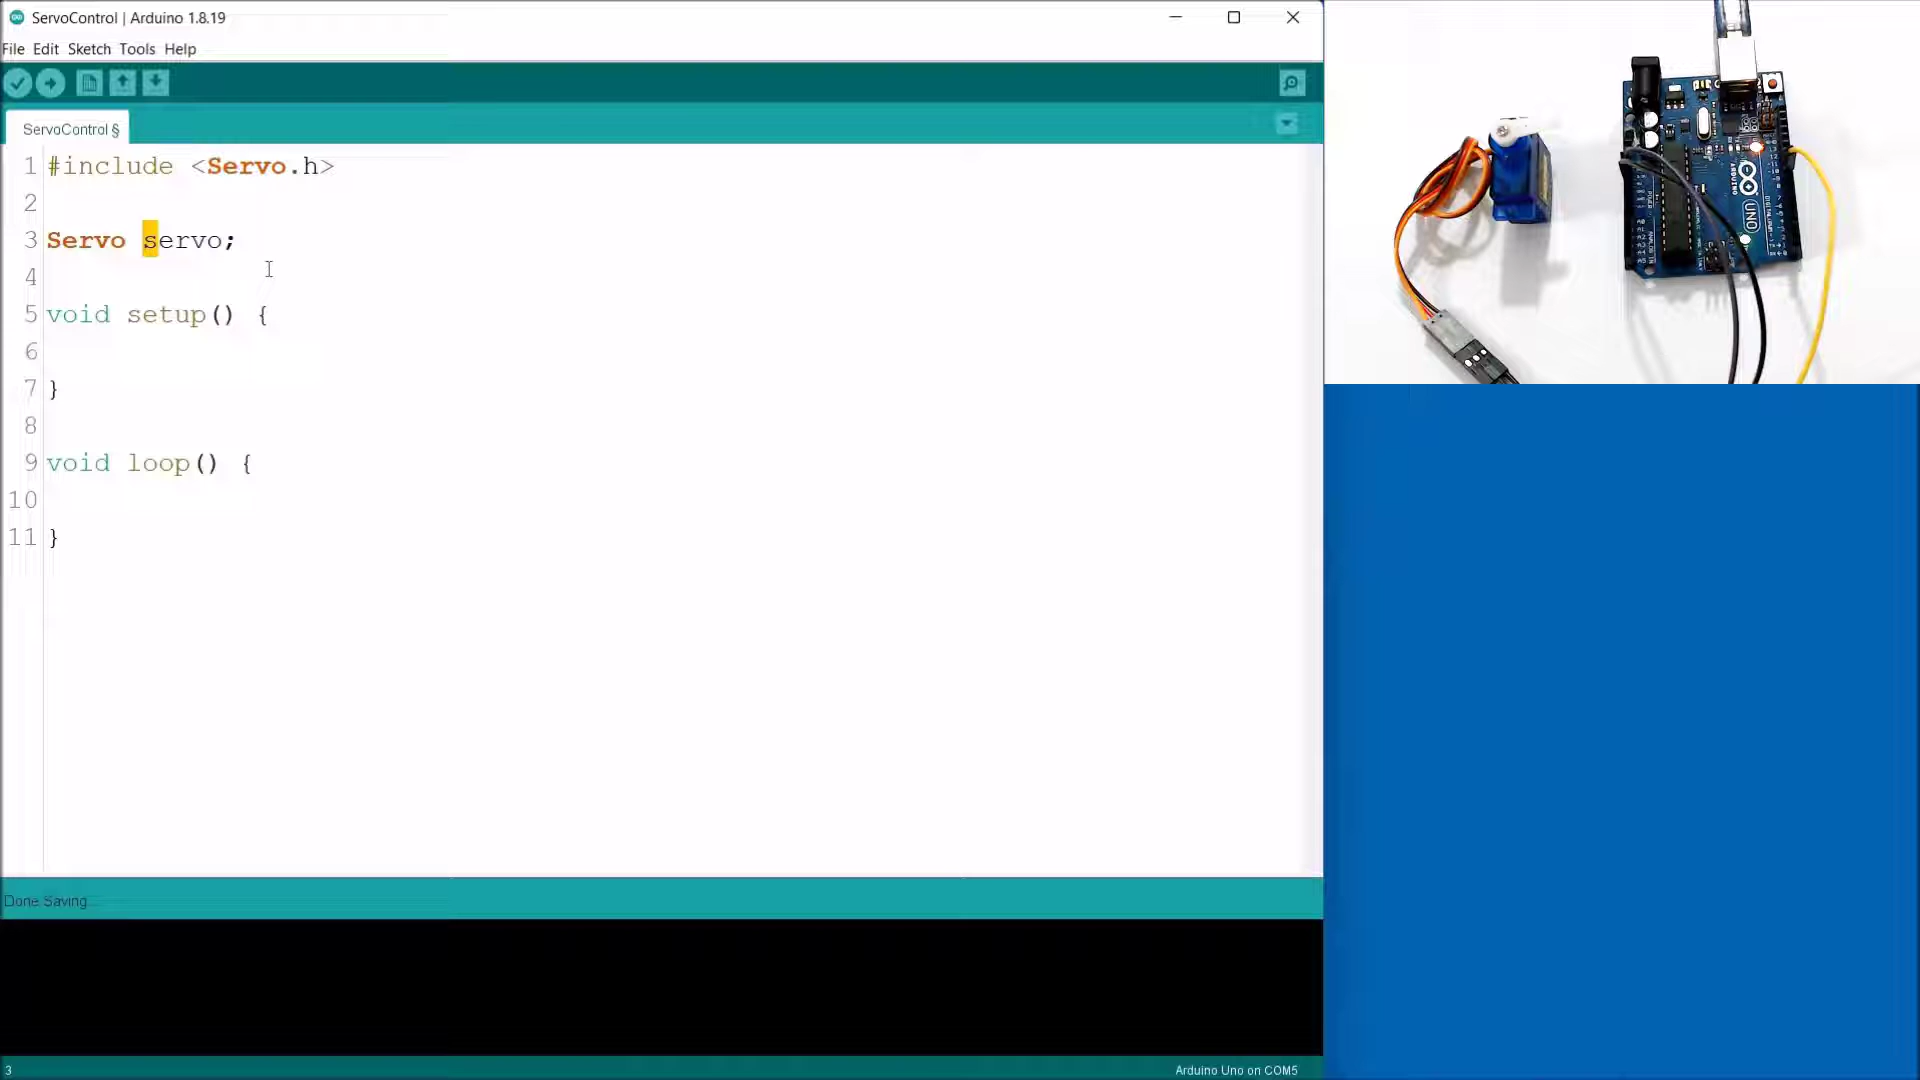 ServoControl | Arduino 1.8.19
File Edit Sketch Tools Help
ServoControl §
1 #include <Servo.h>
2
3 Servo servo;
4
5 void setup() {
6
7 }
8
9 void loop() {
10
11 }
Done Saving.
3
Arduino Uno on COM5
UNO